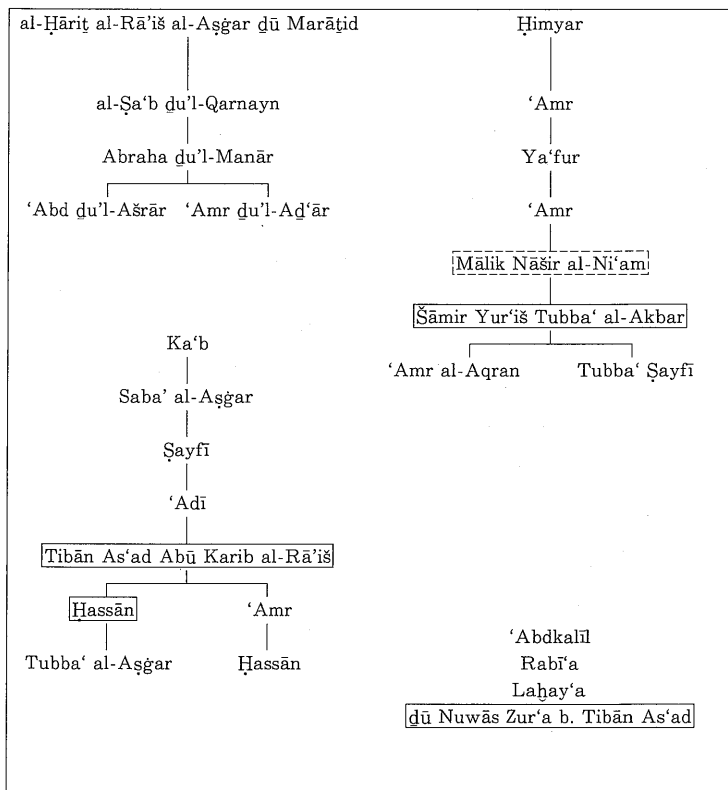 al-Ḥāriṯ al-Rā’iš al-Aṣġar ḏū Marāṯid
al-Ṣa‘b ḏu’l-Qarnayn
Abraha ḏu’l-Manār
‘Abd ḏu’l-Ašrār ‘Amr ḏu’l-Aḏ‘ār
Ḥimyar
‘Amr
Ya‘fur
‘Amr
Mālik Nāšir al-Ni‘am
Šāmir Yur‘iš Tubba‘ al-Akbar
‘Amr al-Aqran Tubba‘ Ṣayfī
Ka‘b
Saba’ al-Aṣġar
Ṣayfī
‘Adī
Tibān As‘ad Abū Karib al-Rā’iš
Ḥassān ‘Amr
Tubba‘ al-Aṣġar Ḥassān
‘Abdkalīl
Rabī‘a
Laḫay‘a
ḏū Nuwās Zur‘a b. Tibān As‘ad